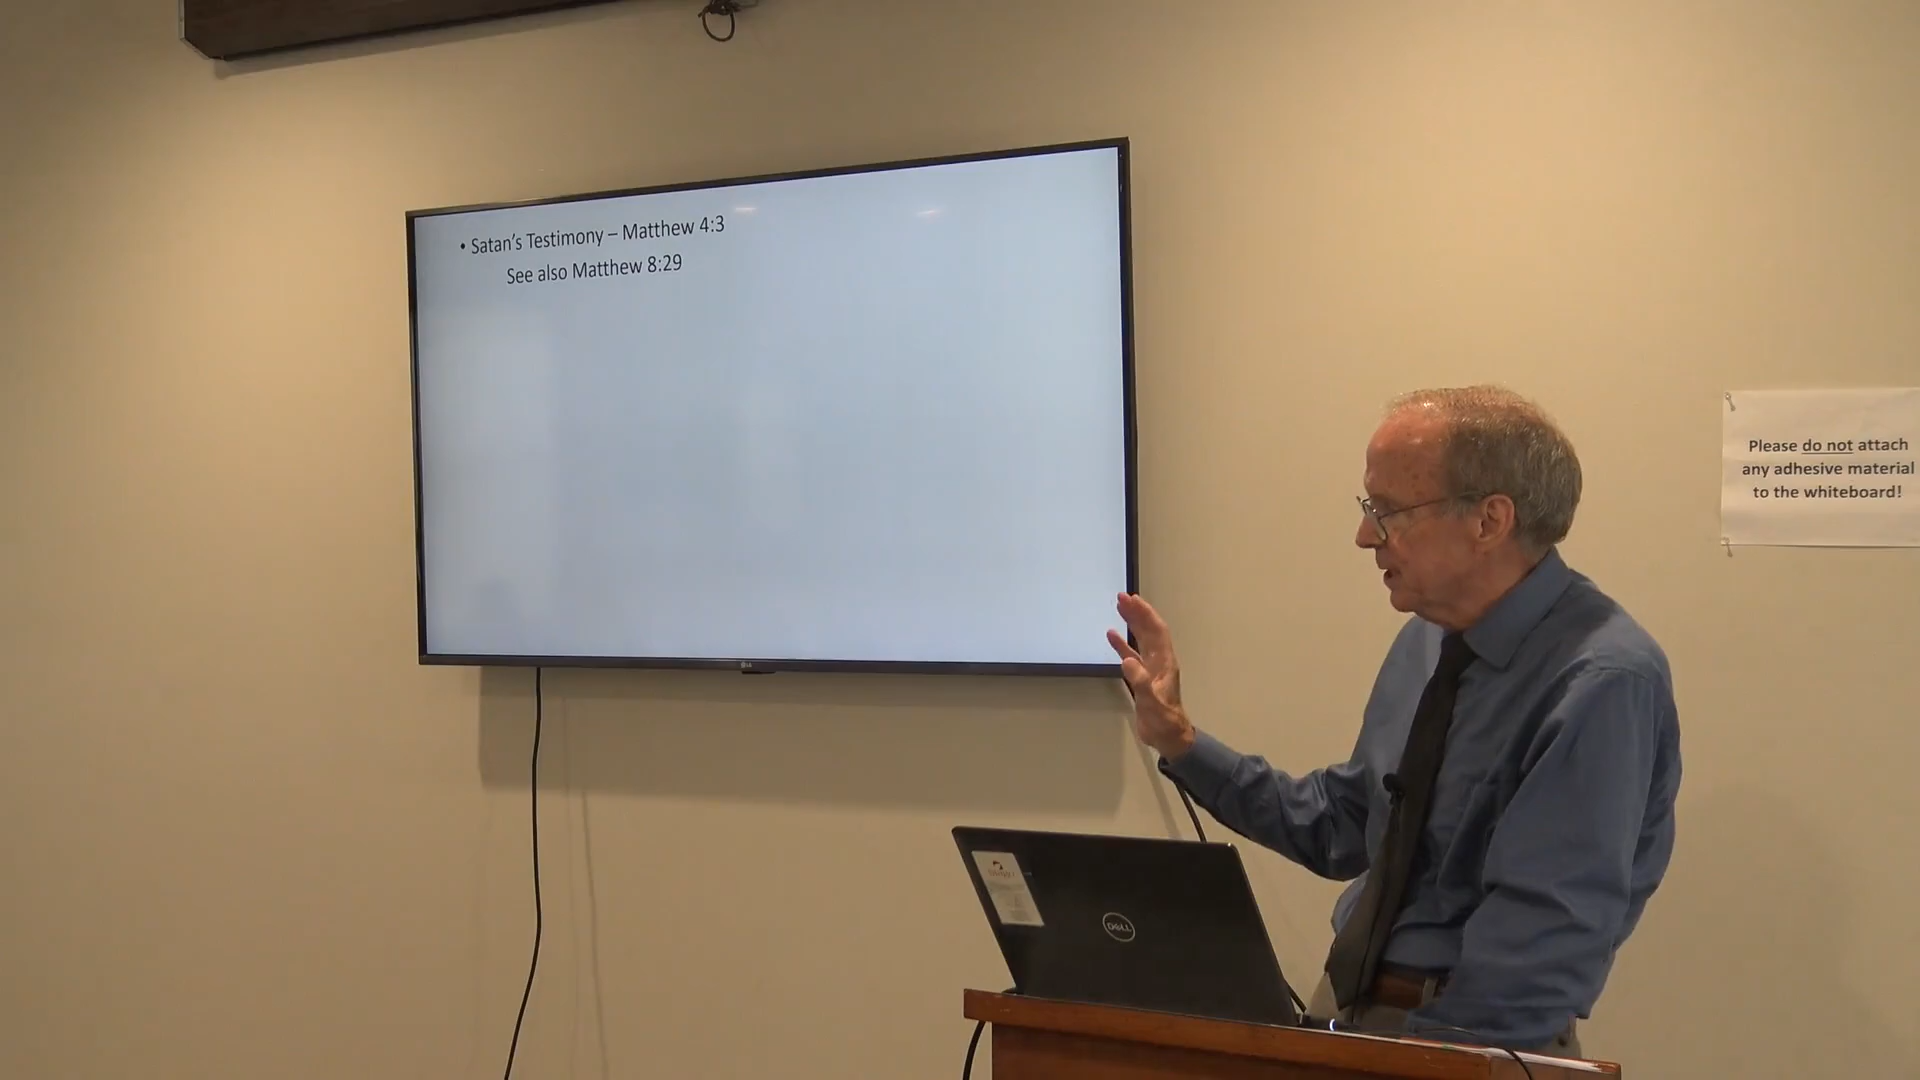 • Satan's Testimony – Matthew 4:3
See also Matthew 8:29
Please do not attach
any adhesive material
to the whiteboard!
LG
DELL